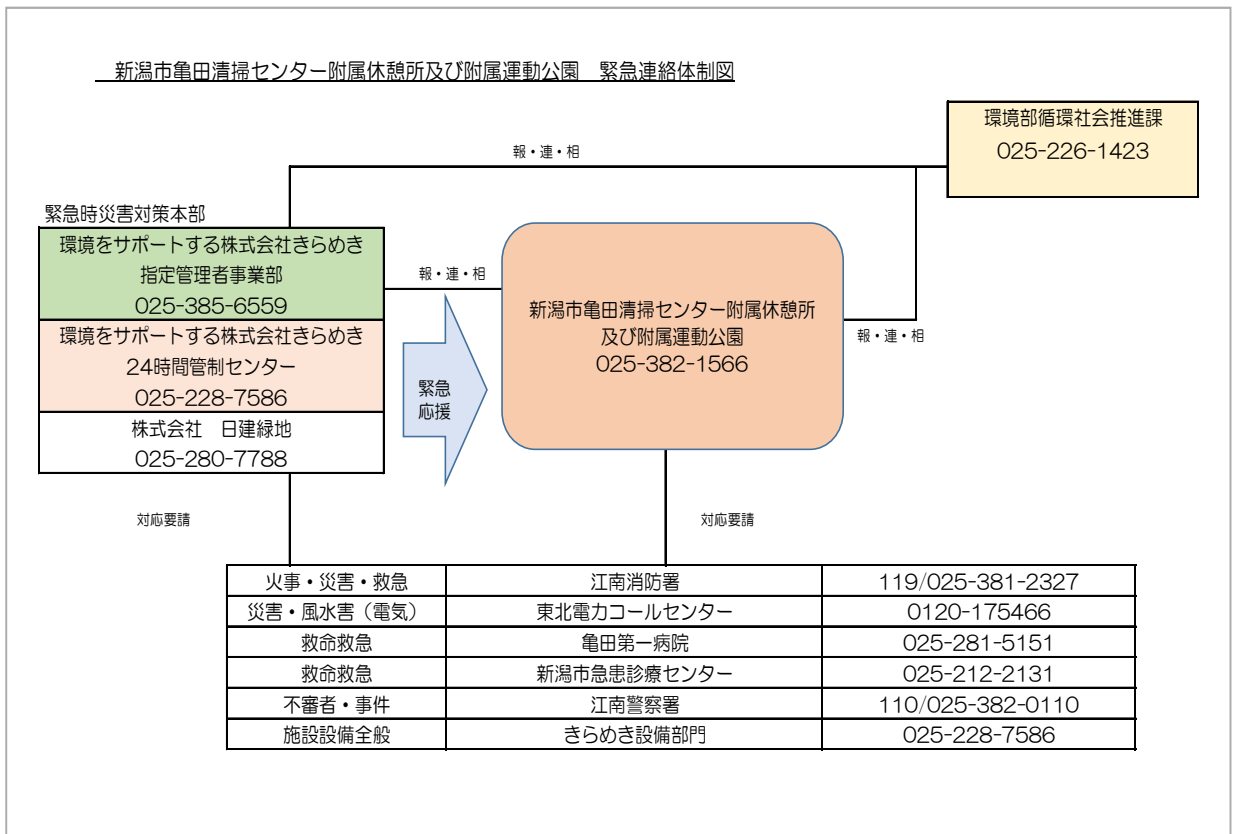 新潟市亀田清掃センター附属休憩所及び附属運動公園　緊急連絡体制図
環境部循環社会推進課
025-226-1423
報・連・相
緊急時災害対策本部
環境をサポートする株式会社きらめき
指定管理者事業部
025-385-6559
環境をサポートする株式会社きらめき
24時間管制センター
025-228-7586
株式会社　日建緑地
025-280-7788
報・連・相
緊急
応援
新潟市亀田清掃センター附属休憩所
及び附属運動公園
025-382-1566
報・連・相
対応要請
対応要請
火事・災害・救急 江南消防署 119/025-381-2327
災害・風水害（電気） 東北電力コールセンター 0120-175466
救命救急 亀田第一病院 025-281-5151
救命救急 新潟市急患診療センター 025-212-2131
不審者・事件 江南警察署 110/025-382-0110
施設設備全般 きらめき設備部門 025-228-7586